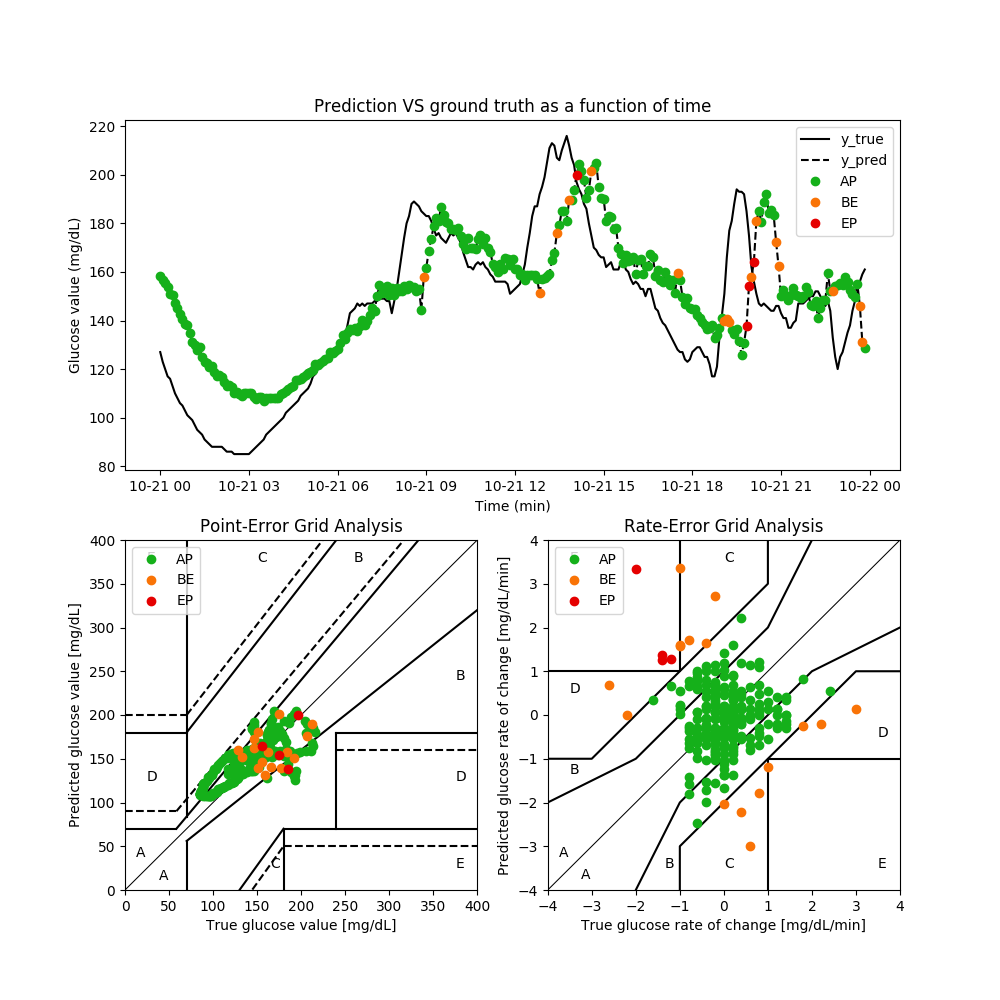 Prediction VS ground truth as a function of time
220
200
180
160
140
120
100
80
Glucose value (mg/dL)
y_true
y_pred
AP
BE
EP
10-21 00 10-21 03 10-21 06 10-21 09 10-21 12 10-21 15 10-21 18 10-21 21 10-22 00
Time (min)
Point-Error Grid Analysis
400
350
300
250
200
150
100
50
0
Predicted glucose value [mg/dL]
AP
BE
EP
C B
B
D D
A
A C E
0 50 100 150 200 250 300 350 400
True glucose value [mg/dL]
Rate-Error Grid Analysis
4
3
2
1
0
−1
−2
−3
−4
Predicted glucose rate of change [mg/dL/min]
AP
BE
EP
C
D
D
B
A
A B C E
−4 −3 −2 −1 0 1 2 3 4
True glucose rate of change [mg/dL/min]